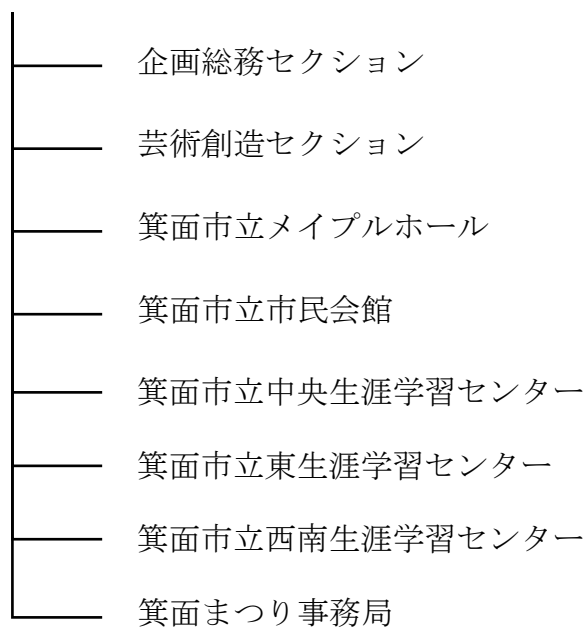 企画総務セクション
芸術創造セクション
箕面市立メイプルホール
箕面市立市民会館
箕面市立中央生涯学習センター
箕面市立東生涯学習センター
箕面市立西南生涯学習センター
箕面まつり事務局